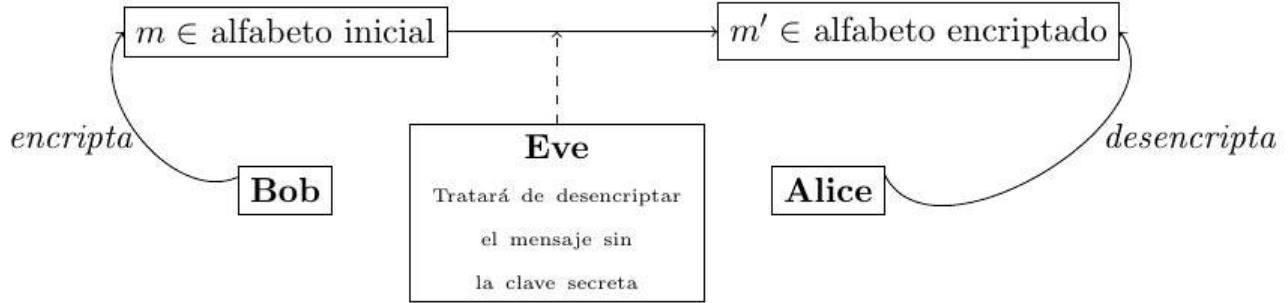 m ∈ alfabeto inicial
m′ ∈ alfabeto encriptado
encripta
desencripta
Bob
Eve
Tratará de desencriptar
el mensaje sin
la clave secreta
Alice